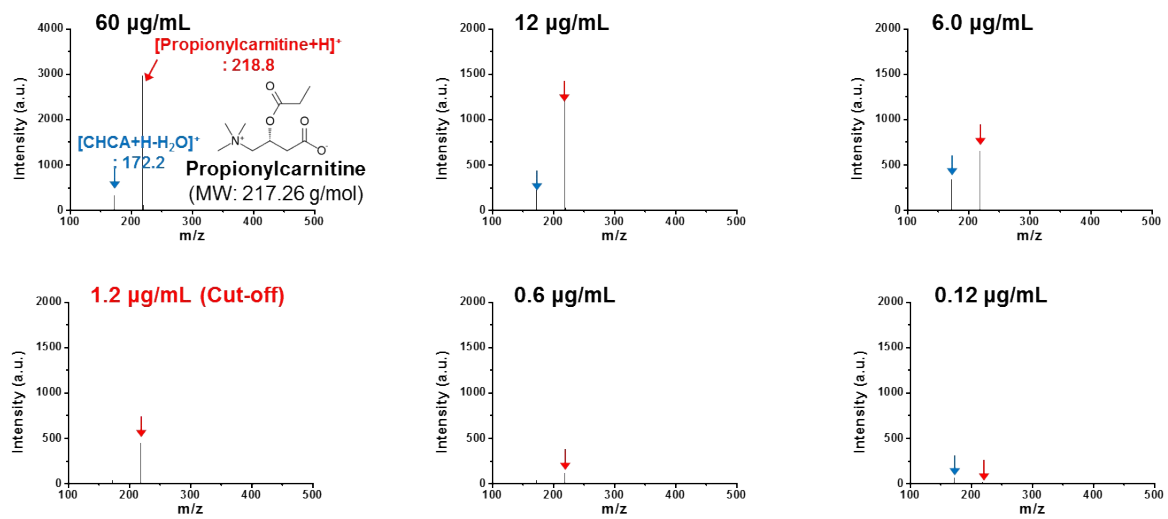 60 µg/mL
Intensity (a.u.)
4000
3000
2000
1000
0
[Propionylcarnitine+H]⁺
: 218.8
[CHCA+H-H₂O]⁺
: 172.2
O
O
O
N⁺
O⁻
Propionylcarnitine
(MW: 217.26 g/mol)
100 200 300 400 500
m/z
12 µg/mL
Intensity (a.u.)
2000
1500
1000
500
0
100 200 300 400 500
m/z
6.0 µg/mL
Intensity (a.u.)
2000
1500
1000
500
0
100 200 300 400 500
m/z
1.2 µg/mL (Cut-off)
Intensity (a.u.)
2000
1500
1000
500
0
100 200 300 400 500
m/z
0.6 µg/mL
Intensity (a.u.)
2000
1500
1000
500
0
100 200 300 400 500
m/z
0.12 µg/mL
Intensity (a.u.)
2000
1500
1000
500
0
100 200 300 400 500
m/z